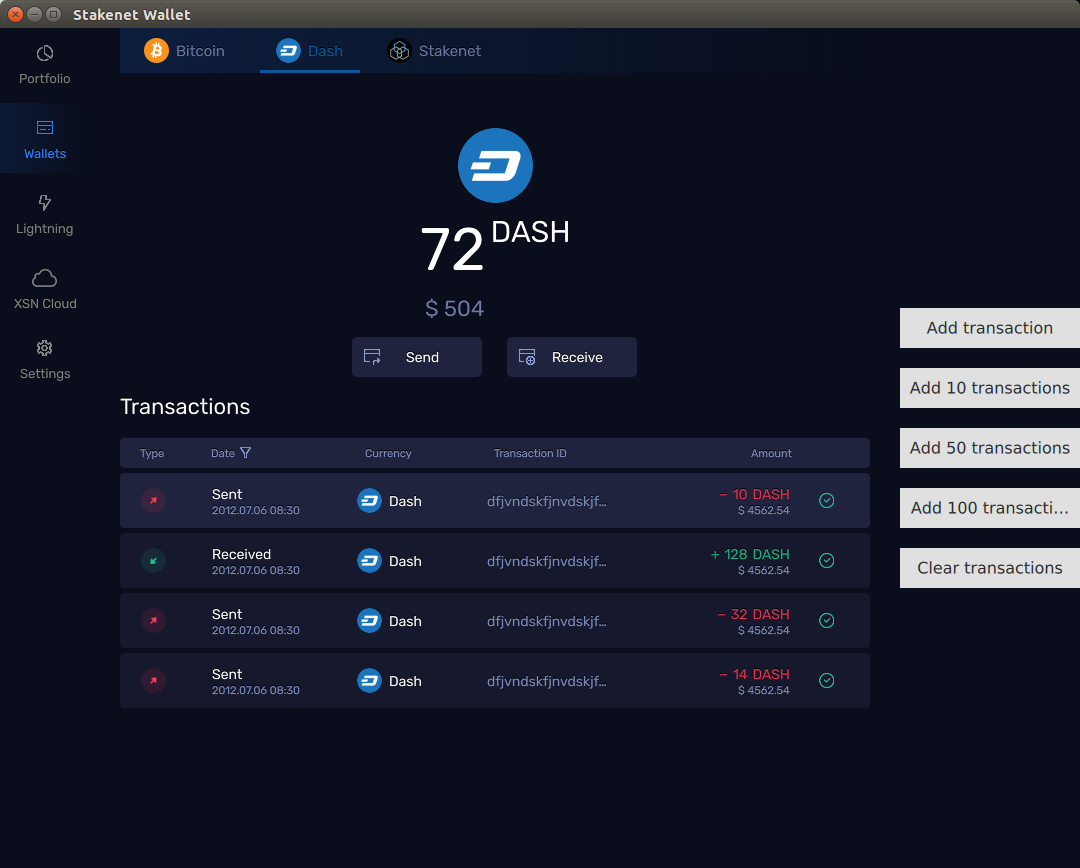 Stakenet Wallet
Portfolio
Wallets
Lightning
XSN Cloud
Settings
Bitcoin
Dash
Stakenet
72 DASH
$ 504
Send
Receive
Transactions
Type Date Currency Transaction ID Amount
Sent
2012.07.06 08:30
Dash
dfjvndskfjnvdskjf...
– 10 DASH
$ 4562.54
Received
2012.07.06 08:30
Dash
dfjvndskfjnvdskjf...
+ 128 DASH
$ 4562.54
Sent
2012.07.06 08:30
Dash
dfjvndskfjnvdskjf...
– 32 DASH
$ 4562.54
Sent
2012.07.06 08:30
Dash
dfjvndskfjnvdskjf...
– 14 DASH
$ 4562.54
Add transaction
Add 10 transactions
Add 50 transactions
Add 100 transacti...
Clear transactions